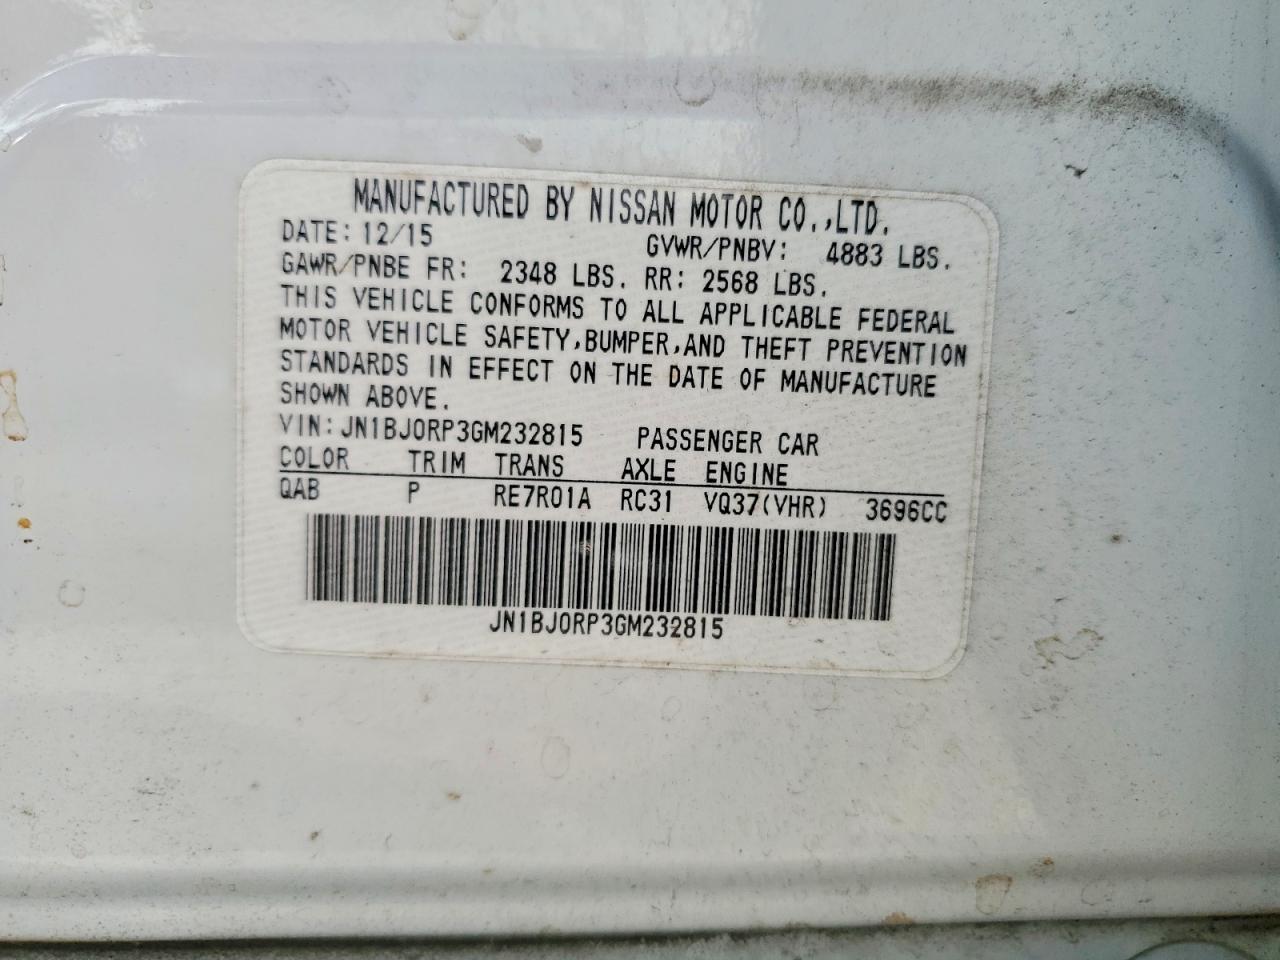 MANUFACTURED BY NISSAN MOTOR CO.,LTD.
DATE: 12/15 GVWR/PNBV: 4883 LBS.
GAWR/PNBE FR: 2348 LBS. RR: 2568 LBS.
THIS VEHICLE CONFORMS TO ALL APPLICABLE FEDERAL
MOTOR VEHICLE SAFETY,BUMPER,AND THEFT PREVENTION
STANDARDS IN EFFECT ON THE DATE OF MANUFACTURE
SHOWN ABOVE.
VIN: JN1BJ0RP3GM232815 PASSENGER CAR
COLOR TRIM TRANS AXLE ENGINE
QAB P RE7R01A RC31 VQ37(VHR) 3696CC
JN1BJ0RP3GM232815